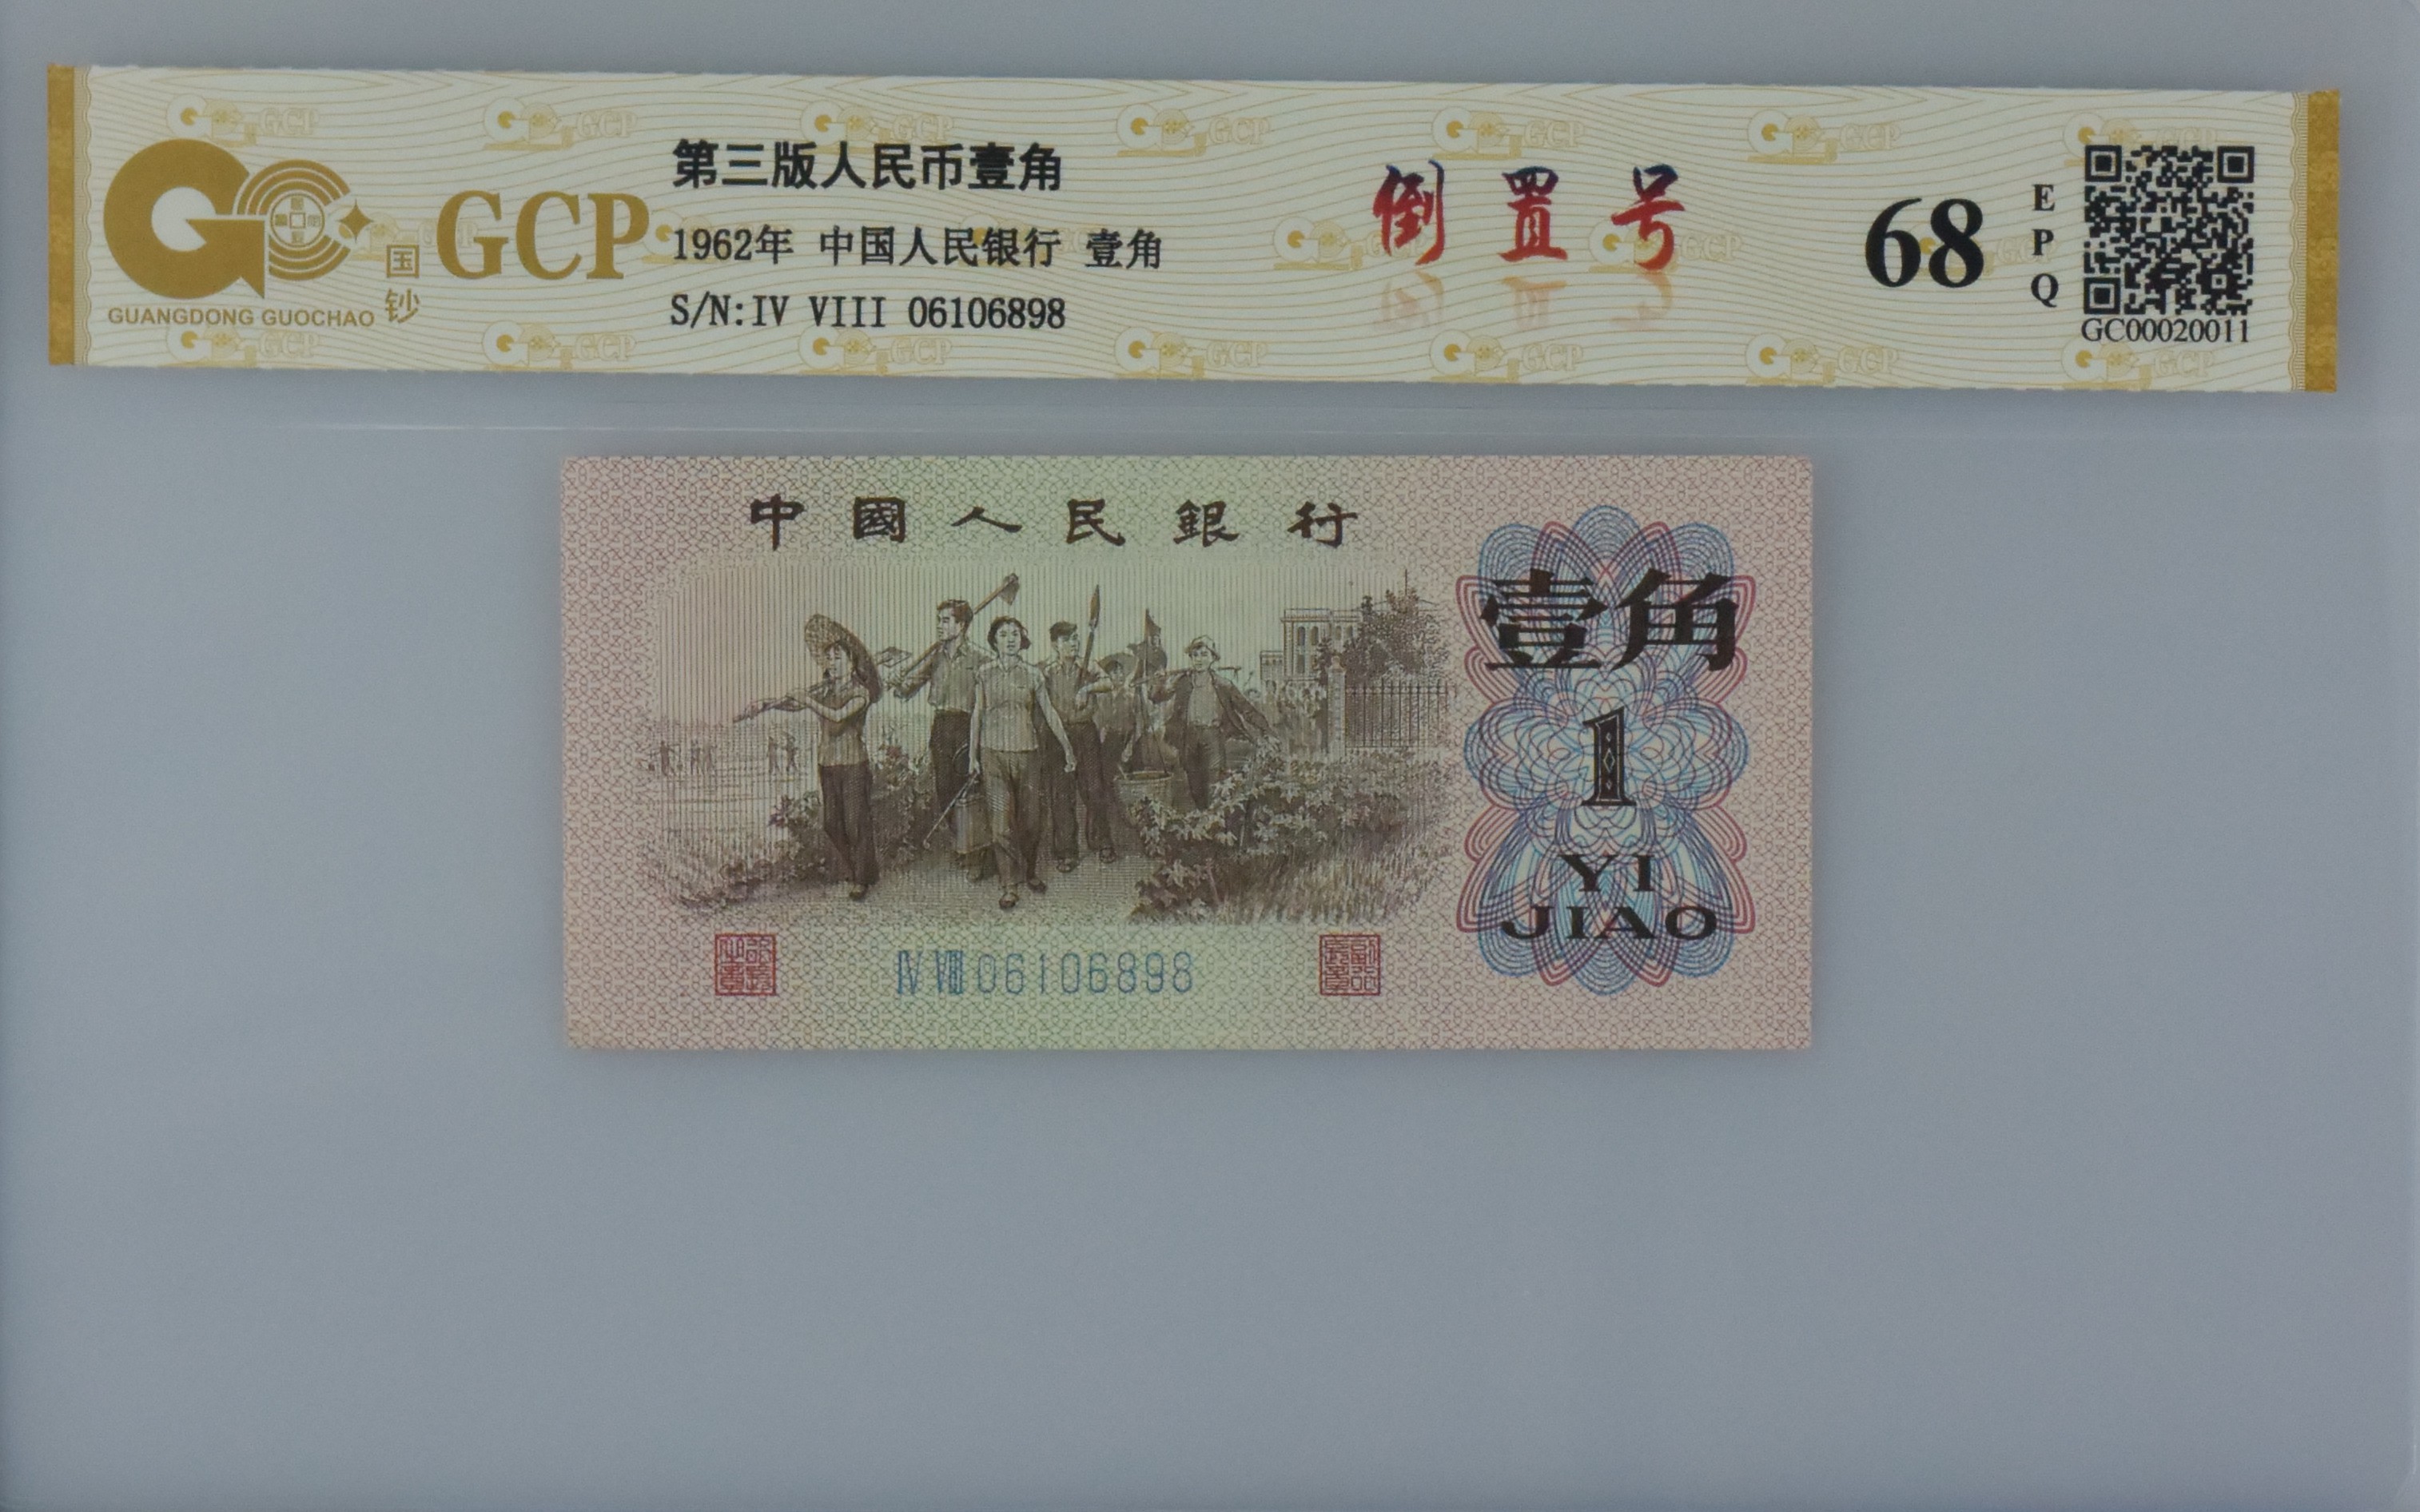 GCP
国钞
GUANGDONG GUOCHAO
第三版人民币壹角
1962年 中国人民银行 壹角
S/N:IV VIII 06106898
倒置号
68
EPQ
GC00020011
中國人民銀行
壹角
1
YI
JIAO
IV VIII 06106898